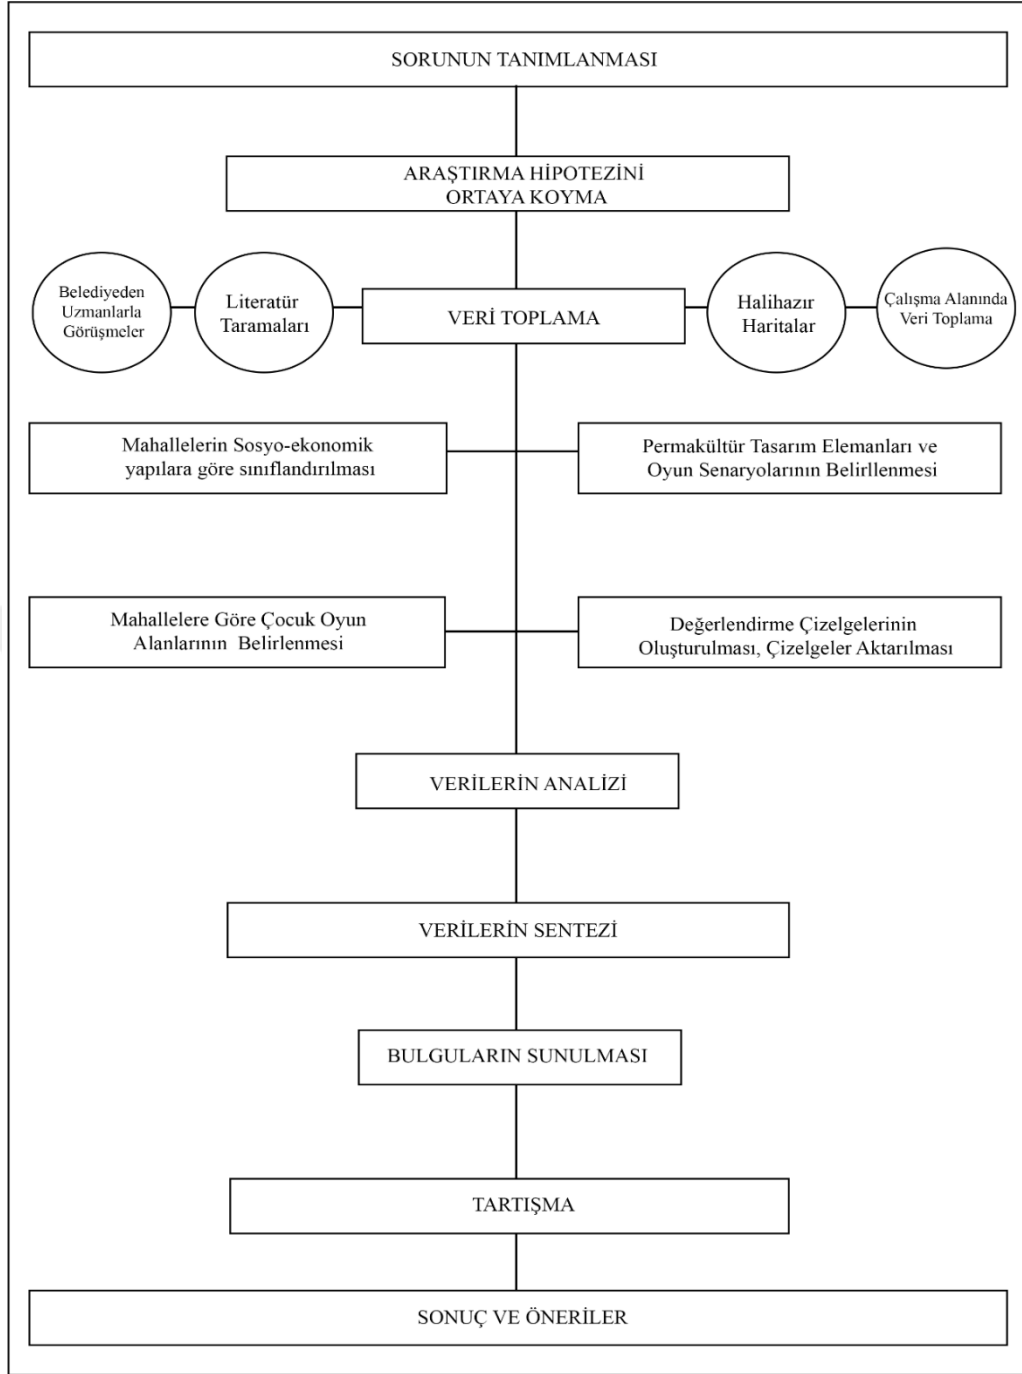 SORUNUN TANIMLANMASI
ARAŞTIRMA HİPOTEZİNİ
ORTAYA KOYMA
Belediyeden
Uzmanlarla
Görüşmeler
Literatür
Taramaları
VERİ TOPLAMA
Halihazır
Haritalar
Çalışma Alanında
Veri Toplama
Mahallelerin Sosyo-ekonomik
yapılara göre sınıflandırılması
Permakültür Tasarım Elemanları ve
Oyun Senaryolarının Belirllenmesi
Mahallelere Göre Çocuk Oyun
Alanlarının Belirlenmesi
Değerlendirme Çizelgelerinin
Oluşturulması, Çizelgeler Aktarılması
VERİLERİN ANALİZİ
VERİLERİN SENTEZİ
BULGULARIN SUNULMASI
TARTIŞMA
SONUÇ VE ÖNERİLER